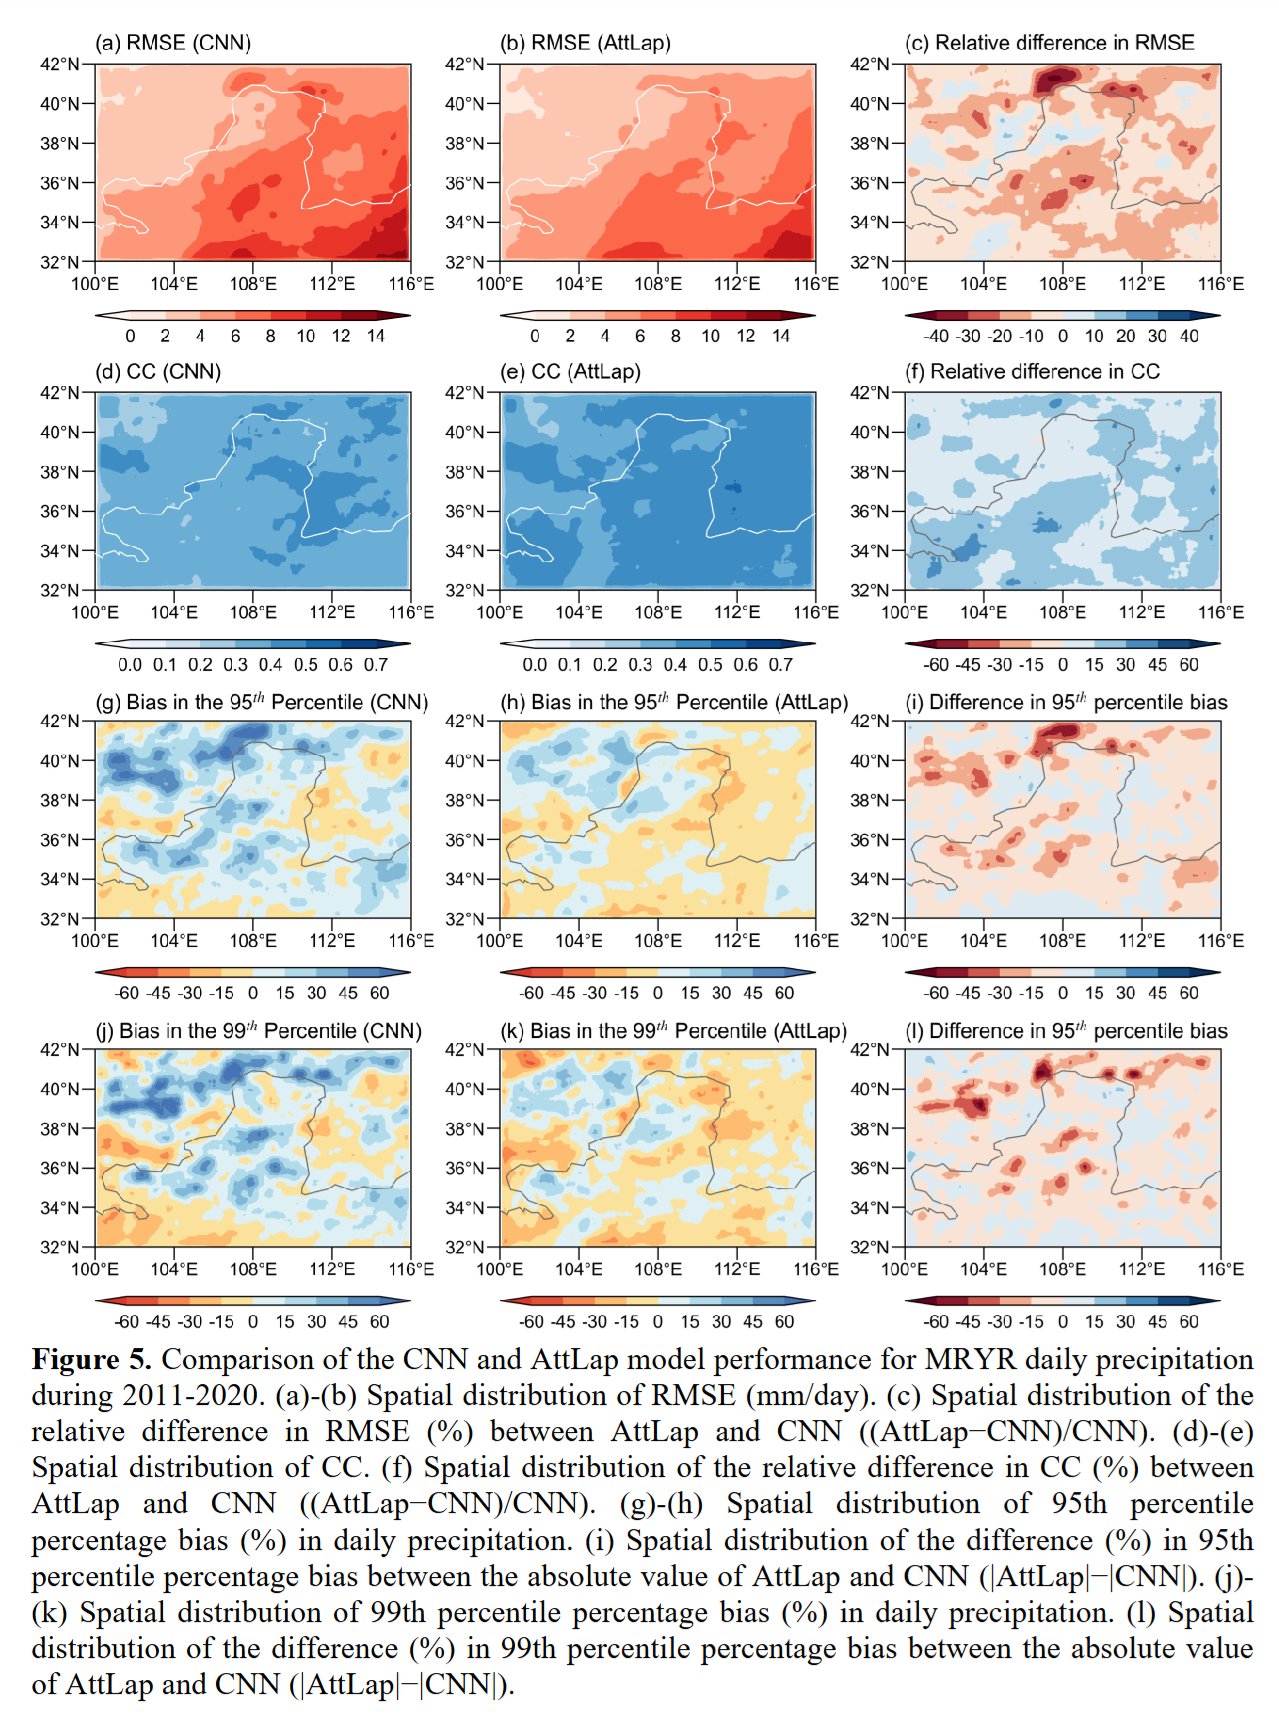 (a) RMSE (CNN)
(b) RMSE (AttLap)
(c) Relative difference in RMSE
42°N
40°N
38°N
36°N
34°N
32°N
100°E 104°E 108°E 112°E 116°E
0 2 4 6 8 10 12 14
42°N
40°N
38°N
36°N
34°N
32°N
100°E 104°E 108°E 112°E 116°E
0 2 4 6 8 10 12 14
42°N
40°N
38°N
36°N
34°N
32°N
100°E 104°E 108°E 112°E 116°E
-40 -30 -20 -10 0 10 20 30 40
(d) CC (CNN)
(e) CC (AttLap)
(f) Relative difference in CC
42°N
40°N
38°N
36°N
34°N
32°N
100°E 104°E 108°E 112°E 116°E
0.0 0.1 0.2 0.3 0.4 0.5 0.6 0.7
42°N
40°N
38°N
36°N
34°N
32°N
100°E 104°E 108°E 112°E 116°E
0.0 0.1 0.2 0.3 0.4 0.5 0.6 0.7
42°N
40°N
38°N
36°N
34°N
32°N
100°E 104°E 108°E 112°E 116°E
-60 -45 -30 -15 0 15 30 45 60
(g) Bias in the 95th Percentile (CNN)
(h) Bias in the 95th Percentile (AttLap)
(i) Difference in 95th percentile bias
42°N
40°N
38°N
36°N
34°N
32°N
100°E 104°E 108°E 112°E 116°E
-60 -45 -30 -15 0 15 30 45 60
42°N
40°N
38°N
36°N
34°N
32°N
100°E 104°E 108°E 112°E 116°E
-60 -45 -30 -15 0 15 30 45 60
42°N
40°N
38°N
36°N
34°N
32°N
100°E 104°E 108°E 112°E 116°E
-60 -45 -30 -15 0 15 30 45 60
(j) Bias in the 99th Percentile (CNN)
(k) Bias in the 99th Percentile (AttLap)
(l) Difference in 95th percentile bias
42°N
40°N
38°N
36°N
34°N
32°N
100°E 104°E 108°E 112°E 116°E
-60 -45 -30 -15 0 15 30 45 60
42°N
40°N
38°N
36°N
34°N
32°N
100°E 104°E 108°E 112°E 116°E
-60 -45 -30 -15 0 15 30 45 60
42°N
40°N
38°N
36°N
34°N
32°N
100°E 104°E 108°E 112°E 116°E
-60 -45 -30 -15 0 15 30 45 60
Figure 5. Comparison of the CNN and AttLap model performance for MRYR daily precipitation
during 2011-2020. (a)-(b) Spatial distribution of RMSE (mm/day). (c) Spatial distribution of the
relative difference in RMSE (%) between AttLap and CNN ((AttLap−CNN)/CNN). (d)-(e)
Spatial distribution of CC. (f) Spatial distribution of the relative difference in CC (%) between
AttLap and CNN ((AttLap−CNN)/CNN). (g)-(h) Spatial distribution of 95th percentile
percentage bias (%) in daily precipitation. (i) Spatial distribution of the difference (%) in 95th
percentile percentage bias between the absolute value of AttLap and CNN (|AttLap|−|CNN|). (j)-
(k) Spatial distribution of 99th percentile percentage bias (%) in daily precipitation. (l) Spatial
distribution of the difference (%) in 99th percentile percentage bias between the absolute value
of AttLap and CNN (|AttLap|−|CNN|).